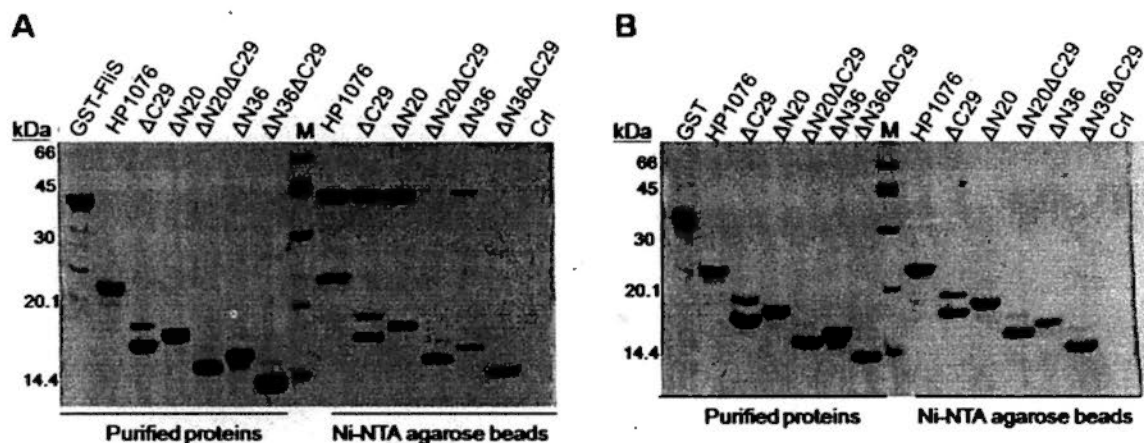 A
GST-FliS
HP1076
ΔC29
ΔN20
ΔN20ΔC29
ΔN36
ΔN36ΔC29
M
HP1076
ΔC29
ΔN20
ΔN20ΔC29
ΔN36
ΔN36ΔC29
Crl
kDa
66
45
30
20.1
14.4
Purified proteins
Ni-NTA agarose beads
B
GST
HP1076
ΔC29
ΔN20
ΔN20ΔC29
ΔN36
ΔN36ΔC29
M
HP1076
ΔC29
ΔN20
ΔN20ΔC29
ΔN36
ΔN36ΔC29
Crl
kDa
66
45
30
20.1
14.4
Purified proteins
Ni-NTA agarose beads